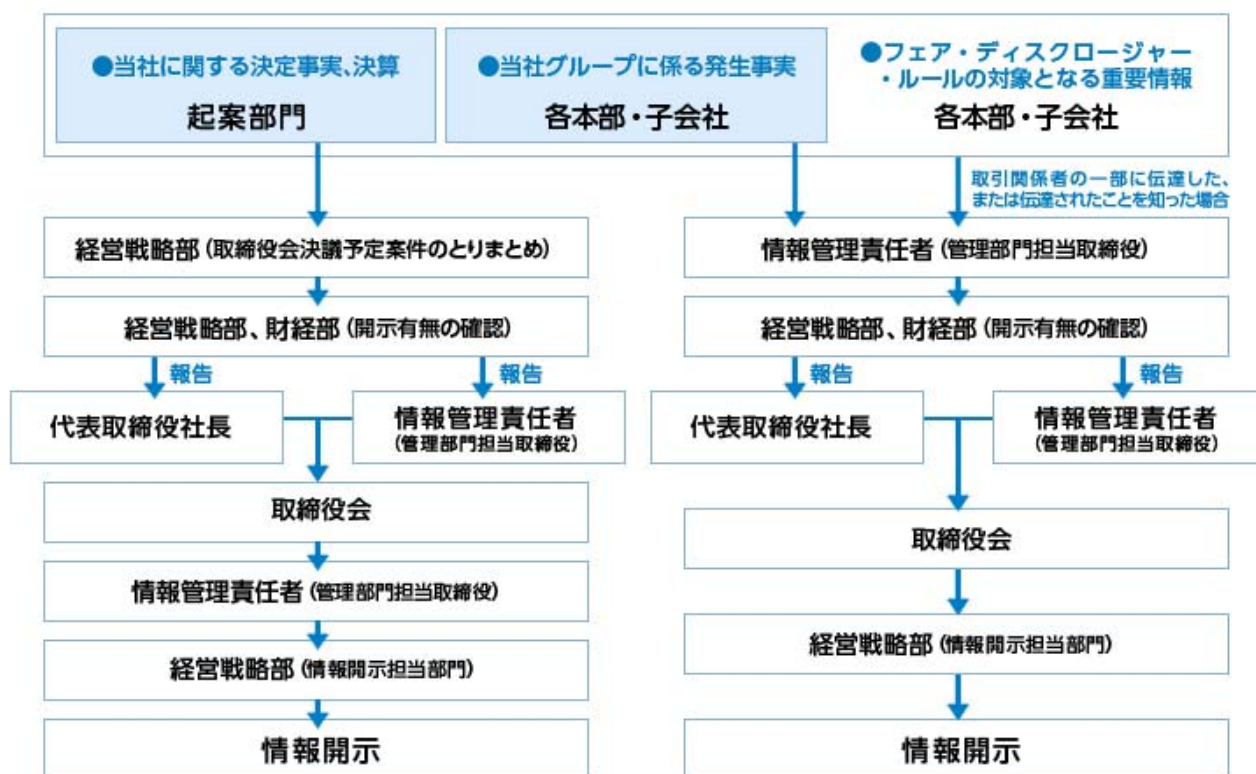 ●当社に関する決定事実、決算
起案部門
●当社グループに係る発生事実
各本部・子会社
●フェア・ディスクロージャー
・ルールの対象となる重要情報
各本部・子会社
取引関係者の一部に伝達した、
または伝達されたことを知った場合
経営戦略部(取締役会決議予定案件のとりまとめ)
経営戦略部、財経部(開示有無の確認)
報告
報告
代表取締役社長
情報管理責任者
(管理部門担当取締役)
取締役会
情報管理責任者(管理部門担当取締役)
経営戦略部(情報開示担当部門)
情報開示
情報管理責任者(管理部門担当取締役)
経営戦略部、財経部(開示有無の確認)
報告
報告
代表取締役社長
情報管理責任者
(管理部門担当取締役)
取締役会
経営戦略部(情報開示担当部門)
情報開示